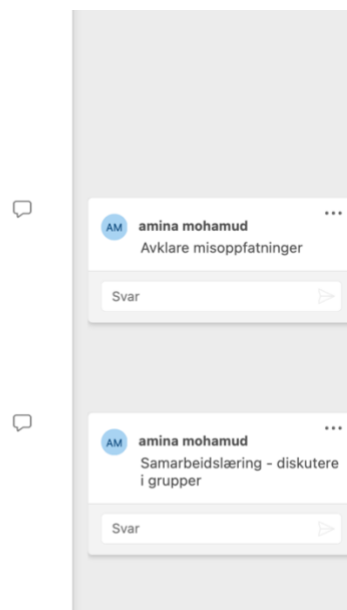 AM amina mohamud
Avklare misoppfatninger
Svar
AM amina mohamud
Samarbeidslæring - diskutere
i grupper
Svar